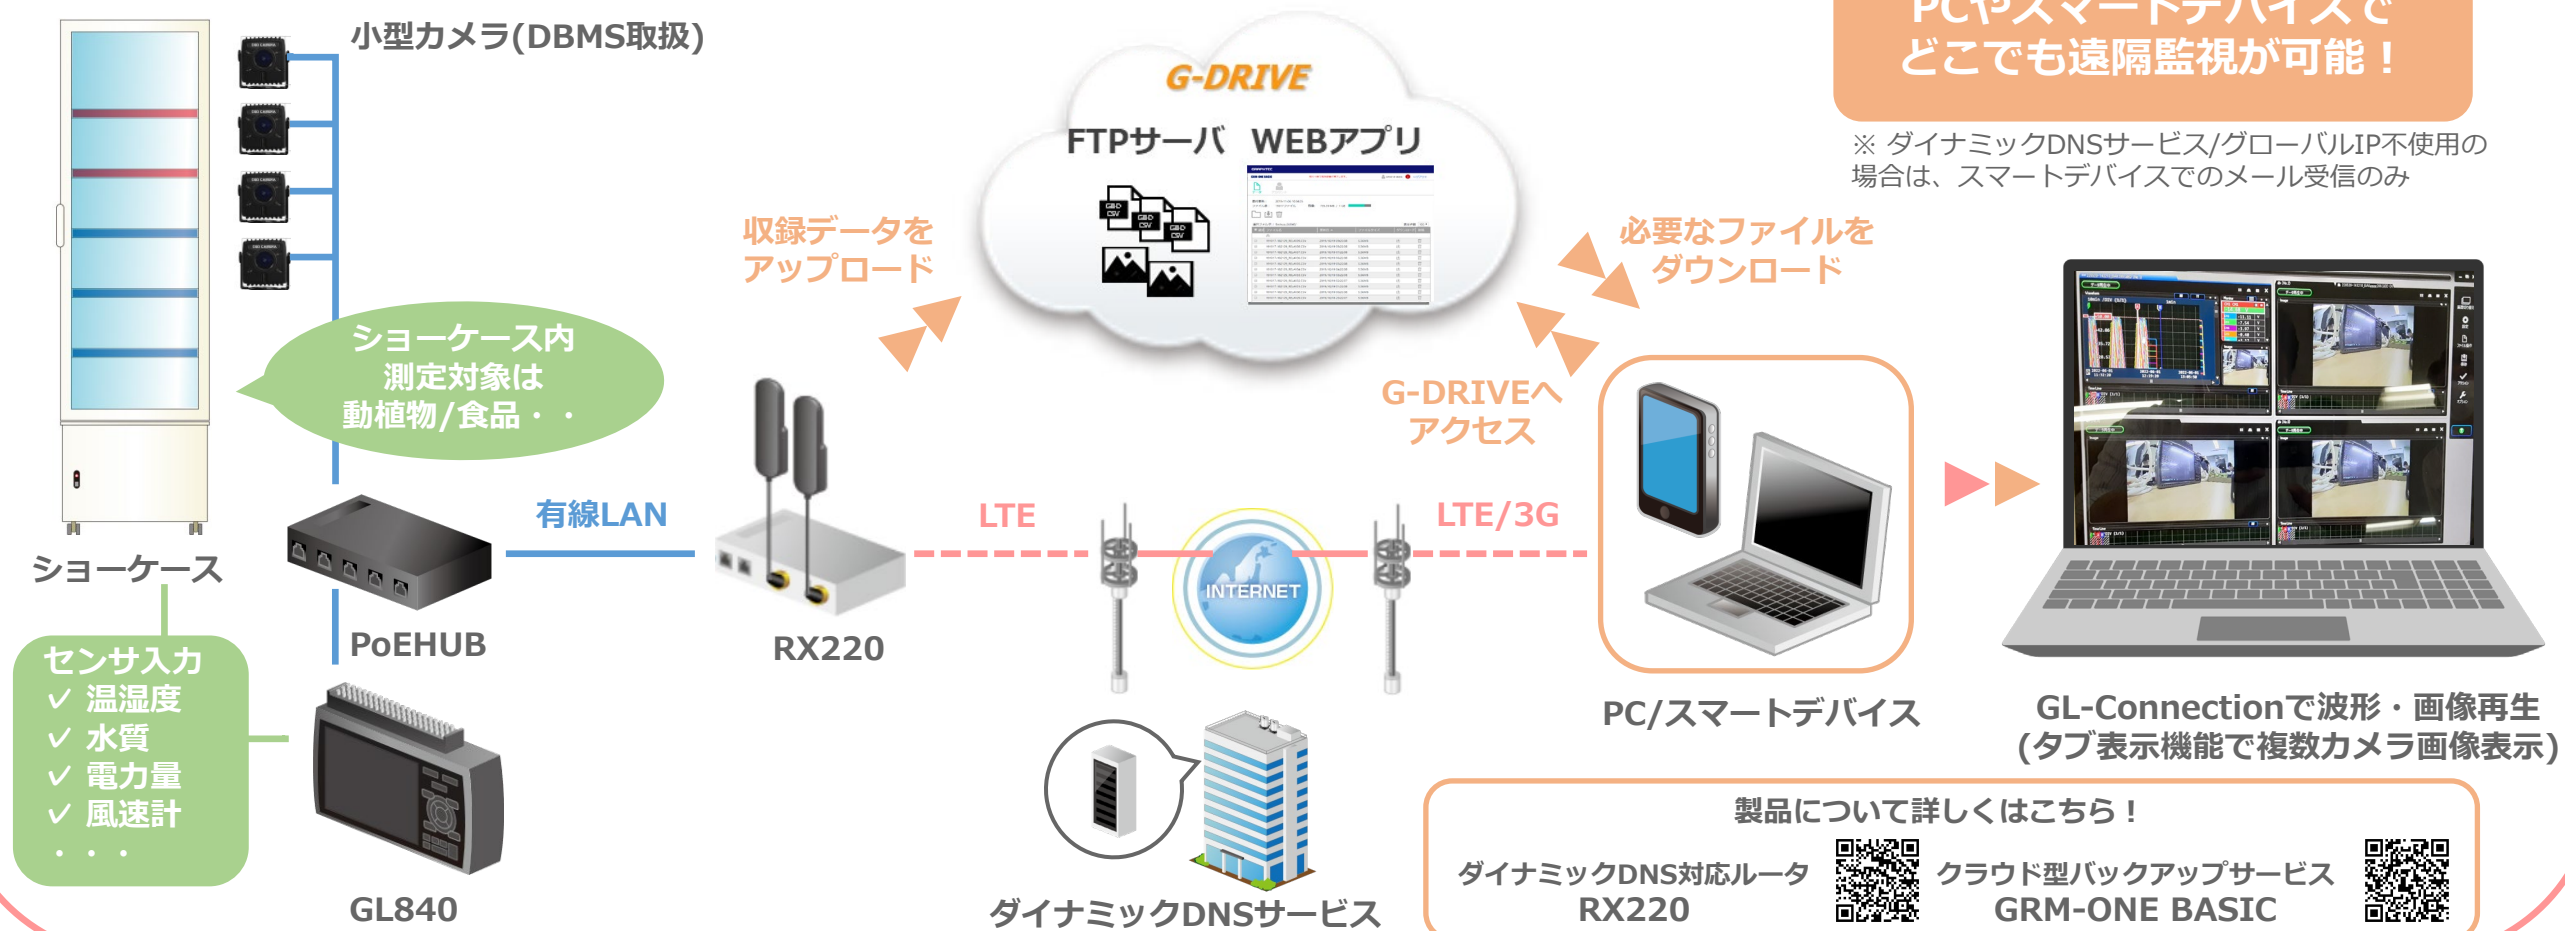 小型カメラ(DBMS取扱)
G-DRIVE
FTPサーバ WEBアプリ
GBD
CSV
GBD
CSV
GBD
CSV
PCやスマートデバイスで
どこでも遠隔監視が可能！
※ ダイナミックDNSサービス/グローバルIP不使用の
場合は、スマートデバイスでのメール受信のみ
収録データを
アップロード
必要なファイルを
ダウンロード
G-DRIVEへ
アクセス
ショーケース内
測定対象は
動植物/食品・・
ショーケース
有線LAN
LTE
INTERNET
LTE/3G
PoEHUB
RX220
センサ入力
✓ 温湿度
✓ 水質
✓ 電力量
✓ 風速計
・・・
GL840
ダイナミックDNSサービス
PC/スマートデバイス
GL-Connectionで波形・画像再生
(タブ表示機能で複数カメラ画像表示)
製品について詳しくはこちら！
ダイナミックDNS対応ルータ
RX220
クラウド型バックアップサービス
GRM-ONE BASIC